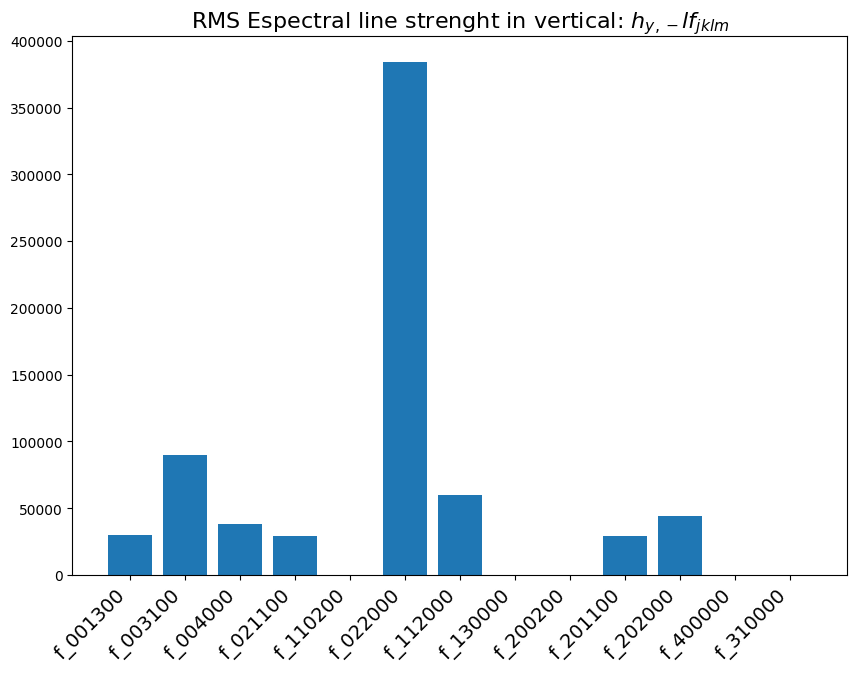 RMS Espectral line strenght in vertical: $h_{y,-}If_{jklm}$
400000
350000
300000
250000
200000
150000
100000
50000
0
f_001300
f_003100
f_004000
f_021100
f_110200
f_022000
f_112000
f_130000
f_200200
f_201100
f_202000
f_400000
f_310000